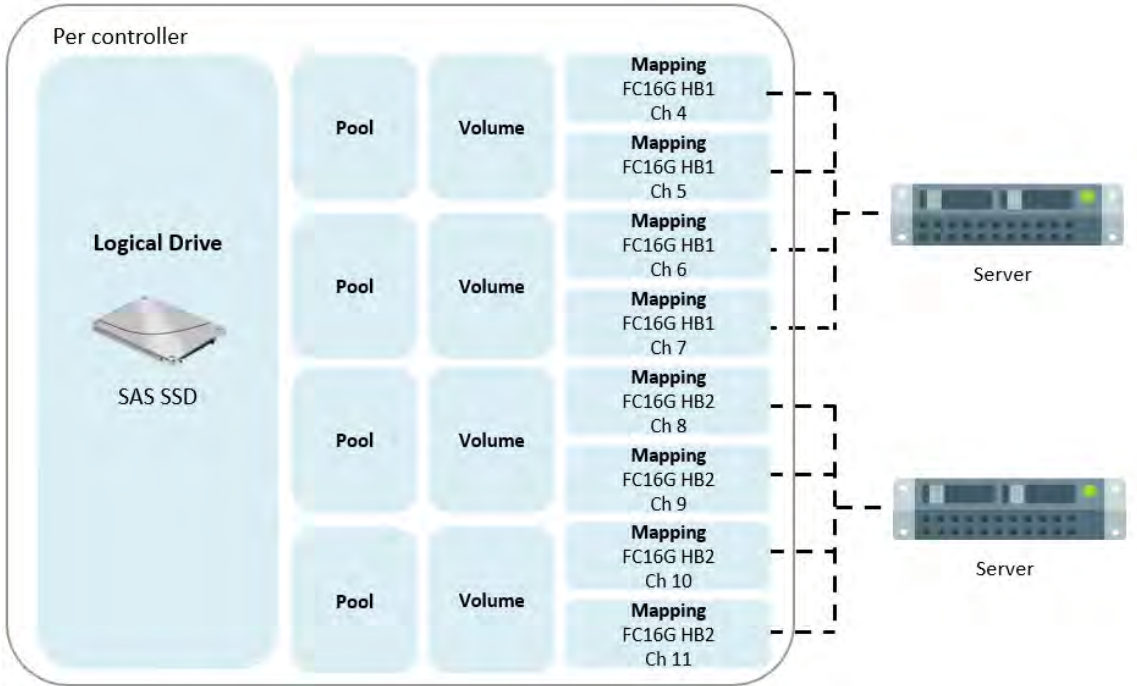 Per controller
Logical Drive
SAS SSD
Pool
Volume
Mapping
FC16G HB1
Ch 4
Mapping
FC16G HB1
Ch 5
Pool
Volume
Mapping
FC16G HB1
Ch 6
Mapping
FC16G HB1
Ch 7
Pool
Volume
Mapping
FC16G HB2
Ch 8
Mapping
FC16G HB2
Ch 9
Pool
Volume
Mapping
FC16G HB2
Ch 10
Mapping
FC16G HB2
Ch 11
Server
Server